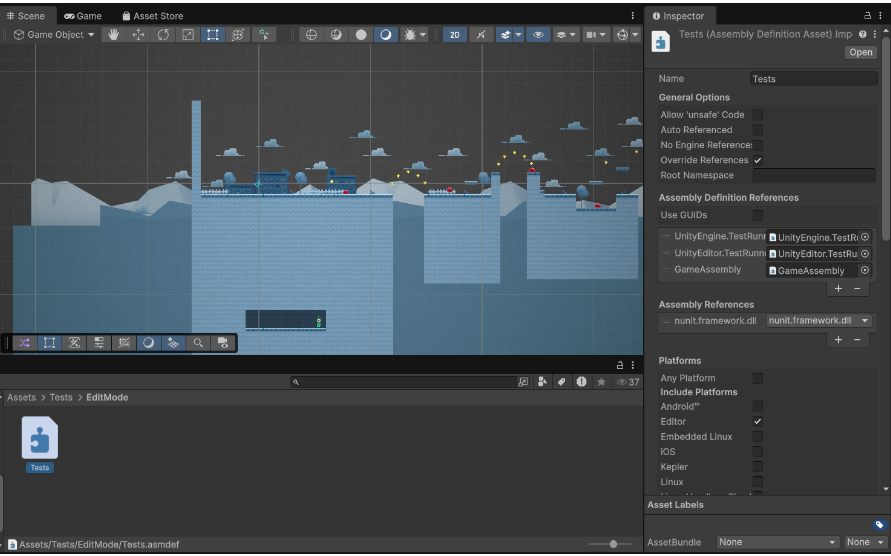 Scene Game Asset Store
Game Object
2D
37
Assets > Tests > EditMode
Tests
Assets/Tests/EditMode/Tests.asmdef
Inspector
Tests (Assembly Definition Asset) Imp
Open
Name Tests
General Options
Allow 'unsafe' Code
Auto Referenced
No Engine References
Override References
Root Namespace
Assembly Definition References
Use GUIDs
UnityEngine.TestRunn UnityEngine.TestRu
UnityEditor.TestRunne UnityEditor.TestRu
GameAssembly GameAssembly
+ −
Assembly References
nunit.framework.dll nunit.framework.dll
+ −
Platforms
Any Platform
Include Platforms
Android™
Editor
Embedded Linux
iOS
Kepler
Linux
Asset Labels
AssetBundle None None